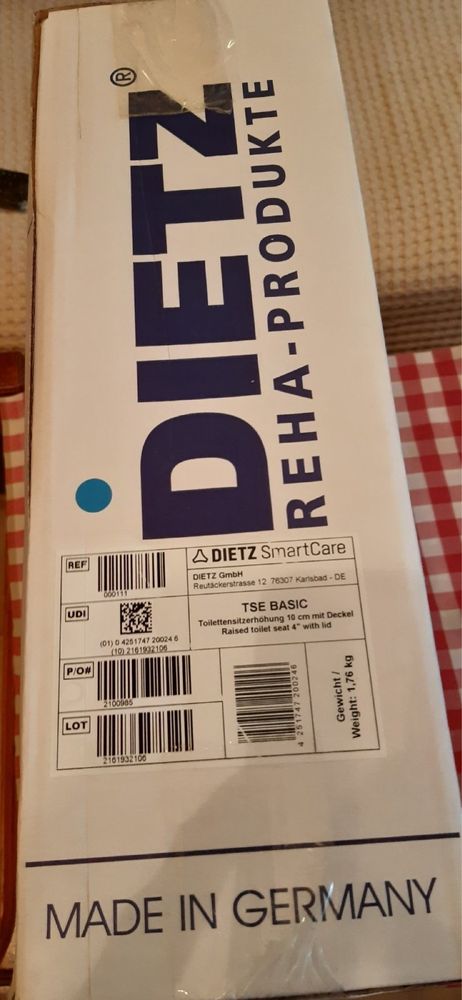 DIETZ®
REHA-PRODUKTE
REF
000111
DIETZ SmartCare
DIETZ GmbH
Reutäckerstrasse 12 76307 Karlsbad - DE
UDI
(01) 0 4251747 20024 6
(10) 2161932106
TSE BASIC
Toilettensitzerhöhung 10 cm mit Deckel
Raised toilet seat 4" with lid
P/O#
2100985
LOT
2161932106
4 251747 200246
Gewicht /
Weight: 1,76 kg
MADE IN GERMANY